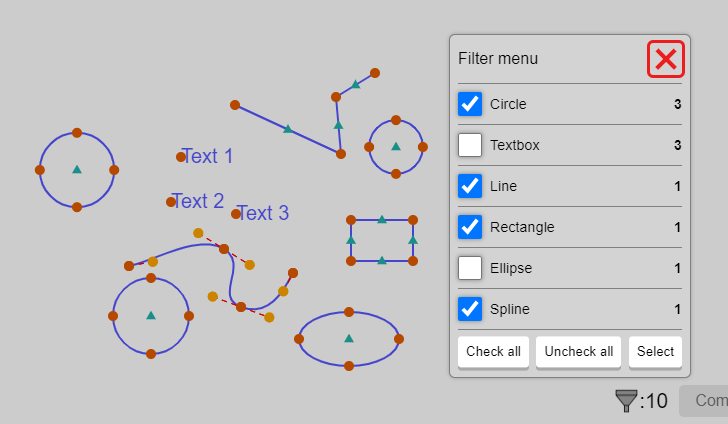 Filter menu
Circle 3
Textbox 3
Line 1
Rectangle 1
Ellipse 1
Spline 1
Check all Uncheck all Select
Text 1
Text 2
Text 3
:10 Com